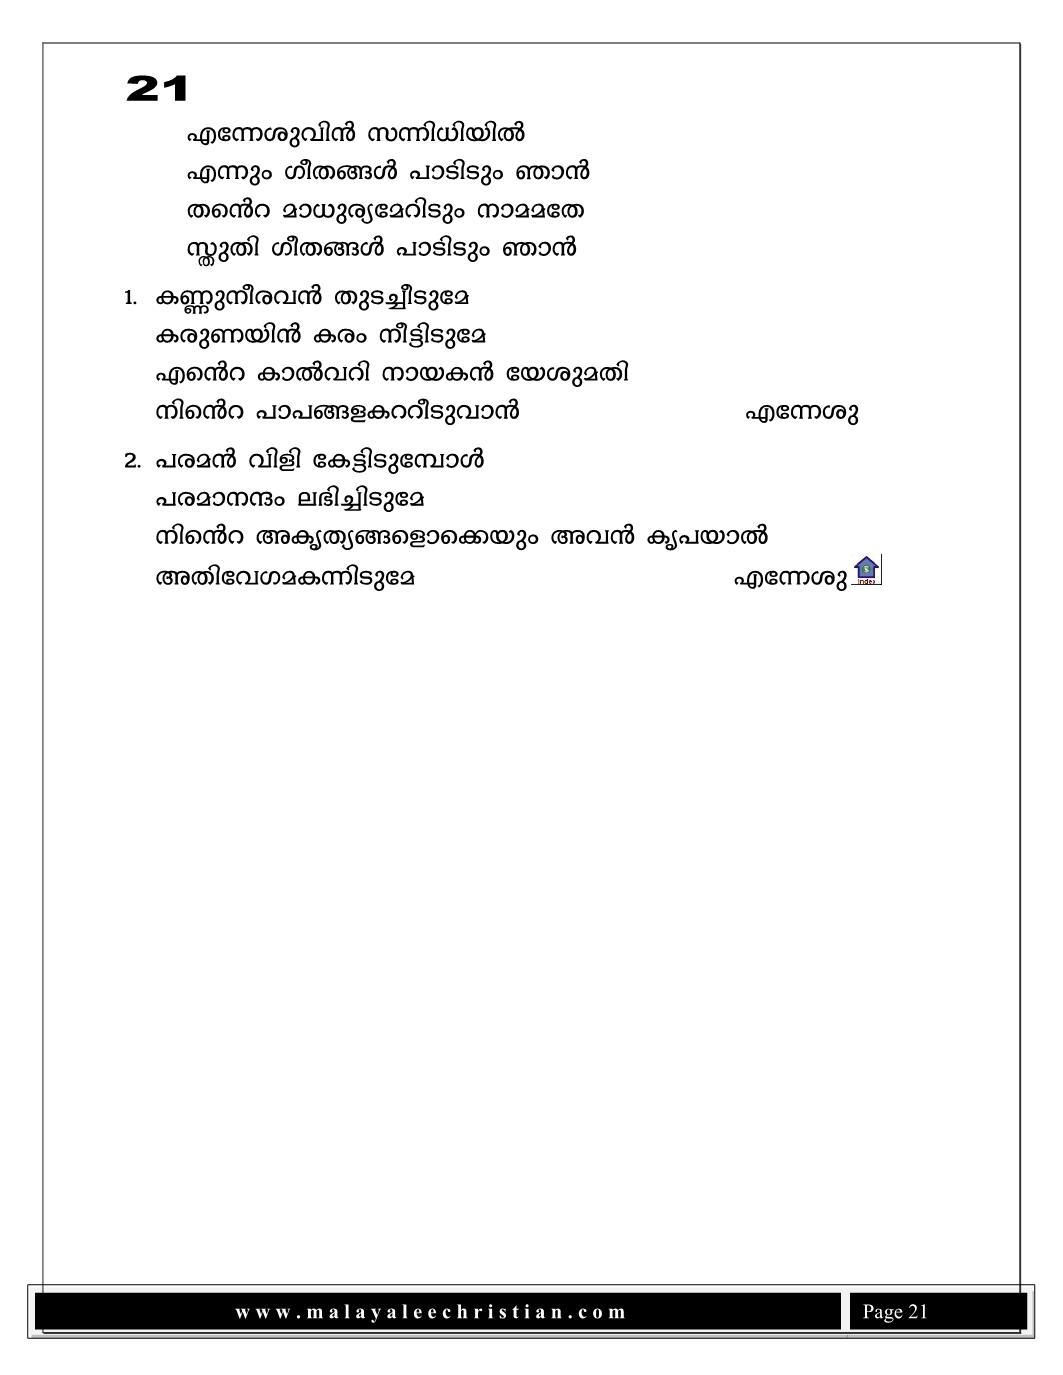 21
എന്നേശുവിൻ സന്നിധിയിൽ
എന്നും ഗീതങ്ങൾ പാടിടും ഞാൻ
തൻെറ മാധുര്യമേറിടും നാമമതേ
സ്തുതി ഗീതങ്ങൾ പാടിടും ഞാൻ
1. കണ്ണുനീരവൻ തുടച്ചീടുമേ
കരുണയിൻ കരം നീട്ടിടുമേ
എൻെറ കാൽവറി നായകൻ യേശുമതി
നിൻെറ പാപങ്ങളകററീടുവാൻ എന്നേശു
2. പരമൻ വിളി കേട്ടിടുമ്പോൾ
പരമാനന്ദം ലഭിച്ചിടുമേ
നിൻെറ അകൃത്യങ്ങളൊക്കെയും അവൻ കൃപയാൽ
അതിവേഗമകന്നിടുമേ എന്നേശു
Index
www.malayaleechristian.com Page 21